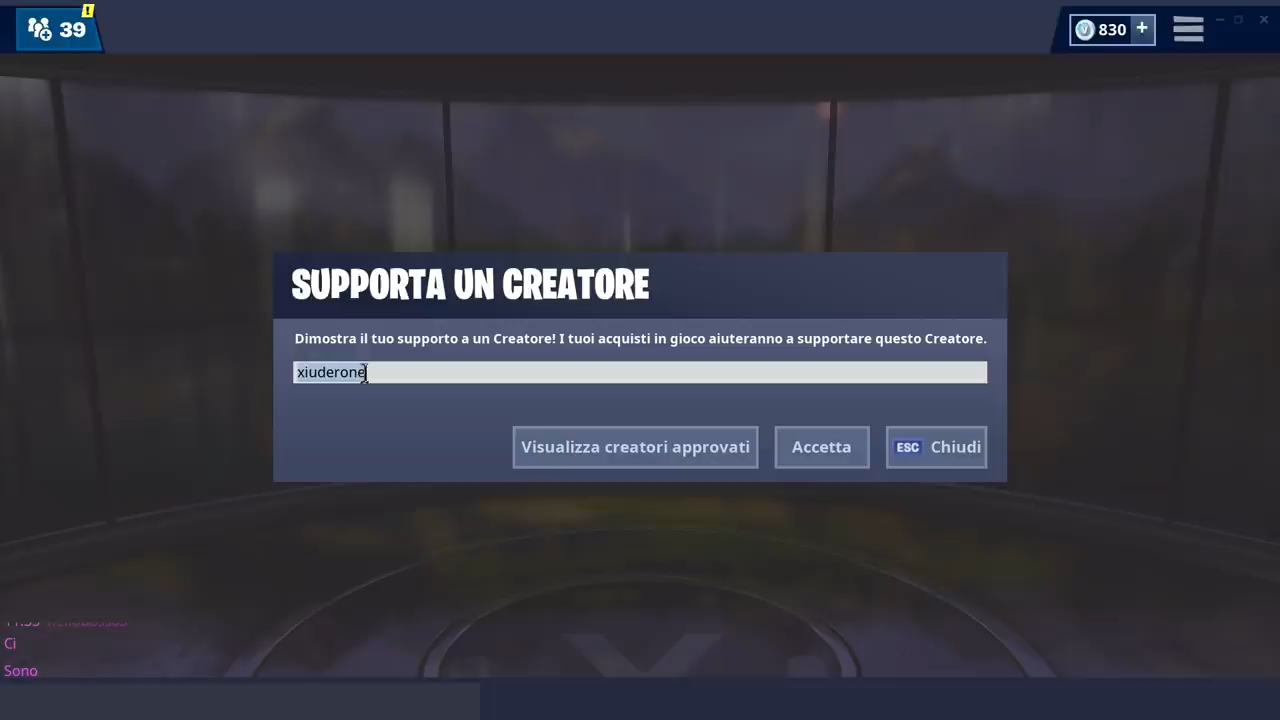 ! 39
830 +
SUPPORTA UN CREATORE
Dimostra il tuo supporto a un Creatore! I tuoi acquisti in gioco aiuteranno a supportare questo Creatore.
xiuderone
Visualizza creatori approvati
Accetta
ESC Chiudi
Ci
Sono